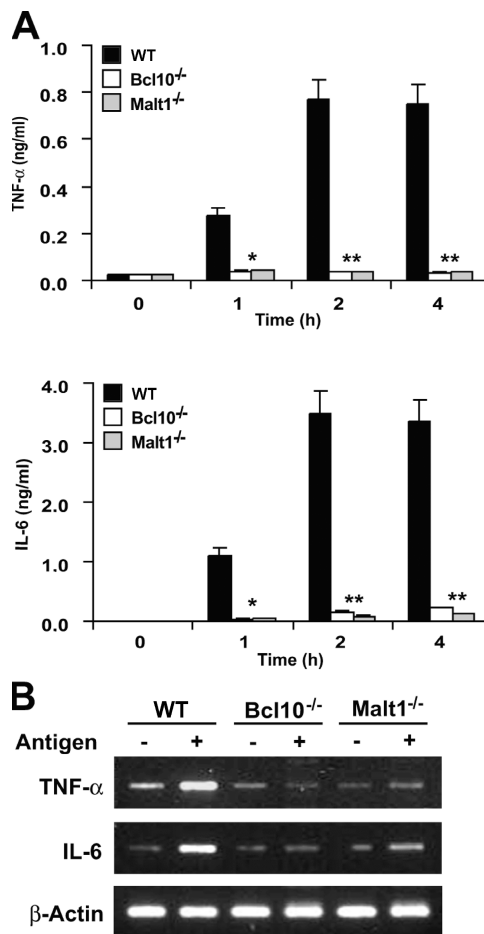 A
WT
Bcl10-/-
Malt1-/-
TNF-α (ng/ml)
1.0
0.8
0.6
0.4
0.2
0.0
* ** **
0 1 2 4
Time (h)
WT
Bcl10-/-
Malt1-/-
IL-6 (ng/ml)
4.0
3.0
2.0
1.0
0.0
* ** **
0 1 2 4
Time (h)
B
WT Bcl10-/- Malt1-/-
Antigen - + - + - +
TNF-α
IL-6
β-Actin